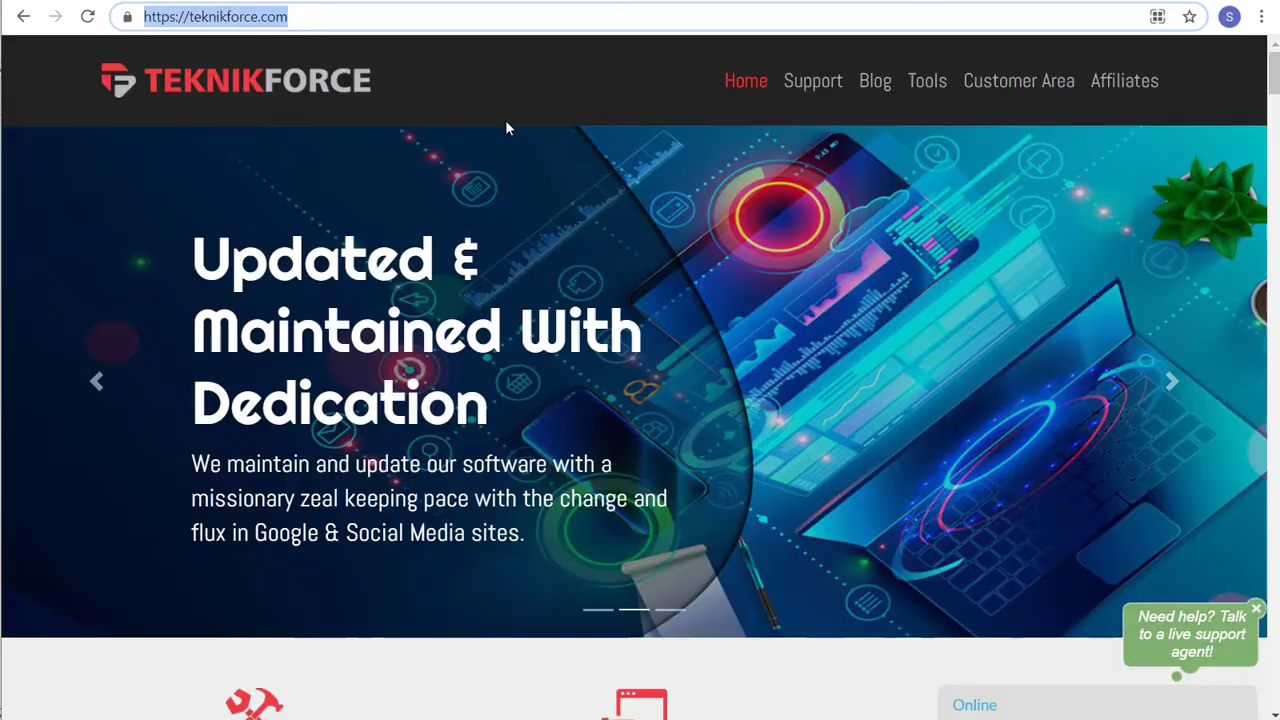 https://teknikforce.com
S
TEKNIKFORCE
Home Support Blog Tools Customer Area Affiliates
Updated &
Maintained With
Dedication
We maintain and update our software with a
missionary zeal keeping pace with the change and
flux in Google & Social Media sites.
Need help? Talk
to a live support
agent!
Online